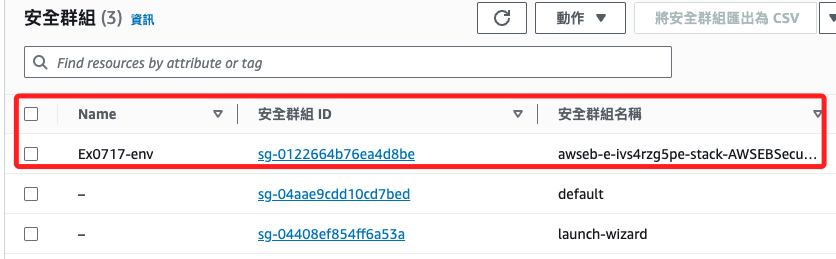 安全群組 (3) 資訊
動作
將安全群組匯出為 CSV
Find resources by attribute or tag
Name 安全群組 ID 安全群組名稱
Ex0717-env sg-0122664b76ea4d8be awseb-e-ivs4rzg5pe-stack-AWSEBSecu...
– sg-04aae9cdd10cd7bed default
– sg-04408ef854ff6a53a launch-wizard